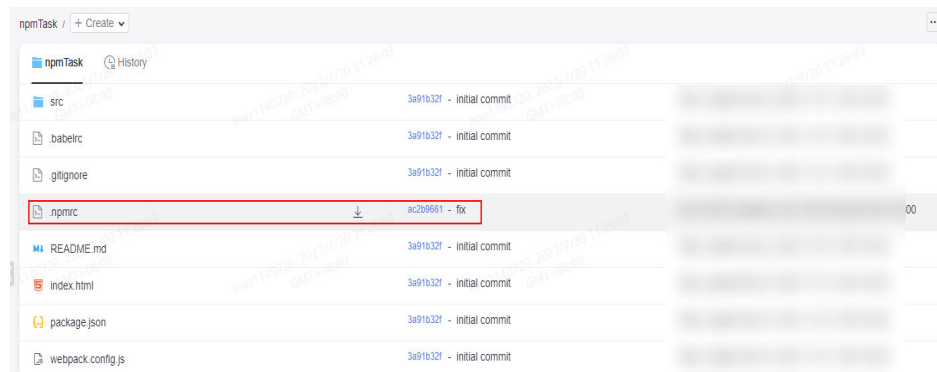 npmTask / + Create
npmTask History
src 3a91b32f - initial commit
.babelrc 3a91b32f - initial commit
.gitignore 3a91b32f - initial commit
.npmrc ac2b9661 - fix 00
README.md 3a91b32f - initial commit
index.html 3a91b32f - initial commit
package.json 3a91b32f - initial commit
webpack.config.js 3a91b32f - initial commit